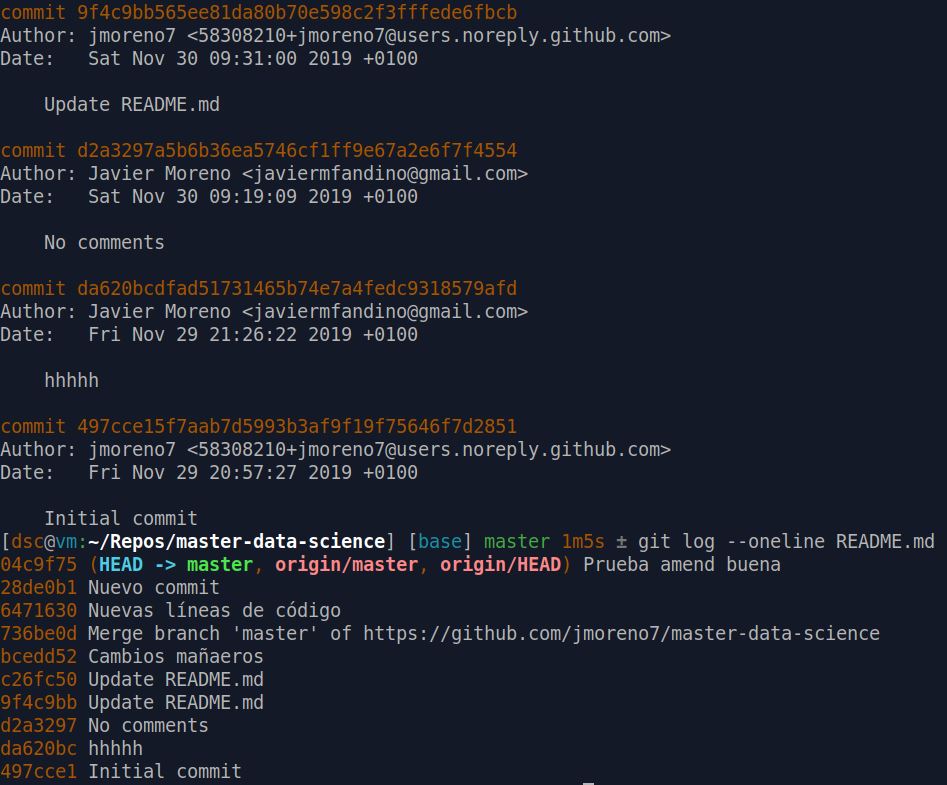 commit 9f4c9bb565ee81da80b70e598c2f3fffede6fbcb
Author: jmoreno7 <58308210+jmoreno7@users.noreply.github.com>
Date:   Sat Nov 30 09:31:00 2019 +0100
    Update README.md
commit d2a3297a5b6b36ea5746cf1ff9e67a2e6f7f4554
Author: Javier Moreno <javiermfandino@gmail.com>
Date:   Sat Nov 30 09:19:09 2019 +0100
    No comments
commit da620bcdfad51731465b74e7a4fedc9318579afd
Author: Javier Moreno <javiermfandino@gmail.com>
Date:   Fri Nov 29 21:26:22 2019 +0100
    hhhhh
commit 497cce15f7aab7d5993b3af9f19f75646f7d2851
Author: jmoreno7 <58308210+jmoreno7@users.noreply.github.com>
Date:   Fri Nov 29 20:57:27 2019 +0100
    Initial commit
[dsc@vm:~/Repos/master-data-science] [base] master 1m5s ± git log --oneline README.md
04c9f75 (HEAD -> master, origin/master, origin/HEAD) Prueba amend buena
28de0b1 Nuevo commit
6471630 Nuevas líneas de código
736be0d Merge branch 'master' of https://github.com/jmoreno7/master-data-science
bcedd52 Cambios mañaeros
c26fc50 Update README.md
9f4c9bb Update README.md
d2a3297 No comments
da620bc hhhhh
497cce1 Initial commit